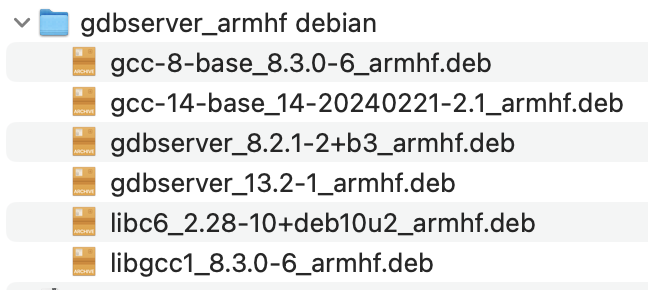 gdbserver_armhf debian
gcc-8-base_8.3.0-6_armhf.deb
gcc-14-base_14-20240221-2.1_armhf.deb
gdbserver_8.2.1-2+b3_armhf.deb
gdbserver_13.2-1_armhf.deb
libc6_2.28-10+deb10u2_armhf.deb
libgcc1_8.3.0-6_armhf.deb